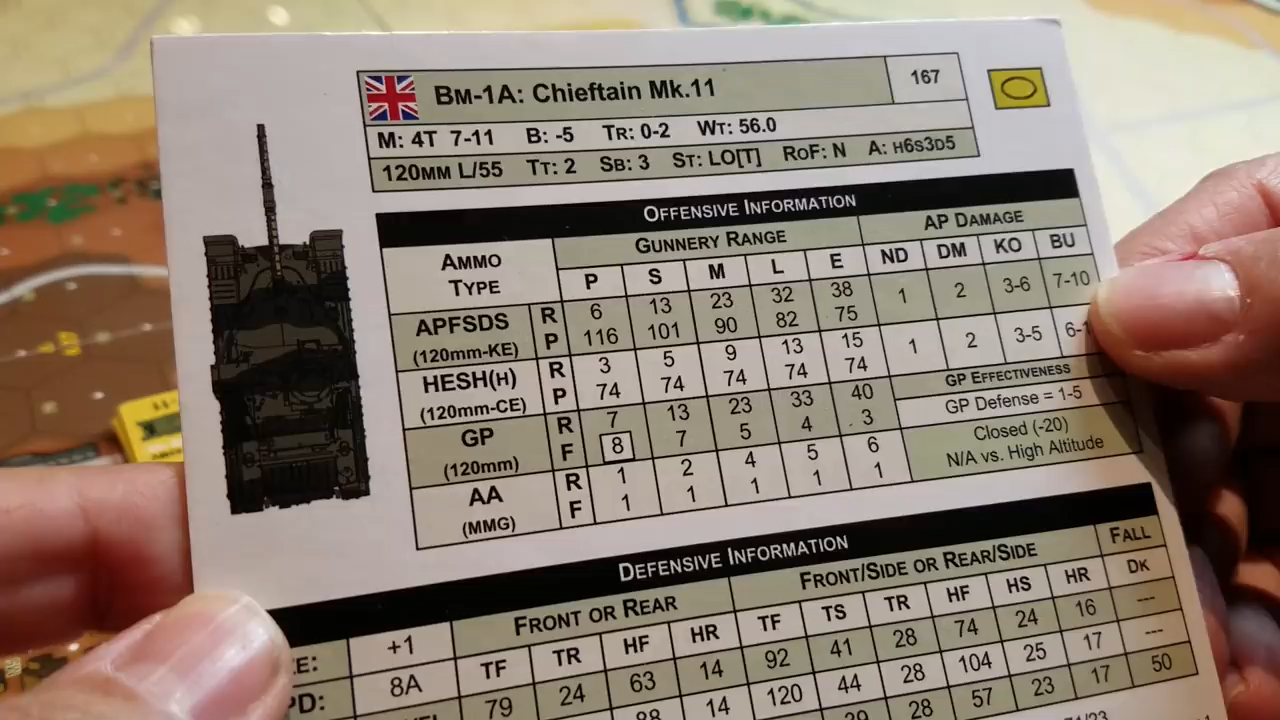 BM-1A: Chieftain Mk.11 167
M: 4T 7-11 B: -5 TR: 0-2 WT: 56.0
120MM L/55 TT: 2 SB: 3 ST: LO[T] ROF: N A: H6S3D5
OFFENSIVE INFORMATION
AMMO TYPE GUNNERY RANGE AP DAMAGE
P S M L E ND DM KO BU
APFSDS R 6 13 23 32 38 1 2 3-6 7-10
(120mm-KE) P 116 101 90 82 75
HESH(H) R 3 5 9 13 15 1 2 3-5
(120mm-CE) P 74 74 74 74 74
GP EFFECTIVENESS
GP R 7 13 23 33 40 GP Defense = 1-5
(120mm) F 8 7 5 4 3 Closed (-20)
AA R 1 2 4 5 6 N/A vs. High Altitude
(MMG) F 1 1 1 1 1
DEFENSIVE INFORMATION
FRONT OR REAR FRONT/SIDE OR REAR/SIDE FALL
+1 TF TR HF HR TF TS TR HF HS HR DK
8A 79 24 63 14 92 41 28 74 24 16 ---
14 120 44 28 104 25 17 ---
28 57 23 17 50